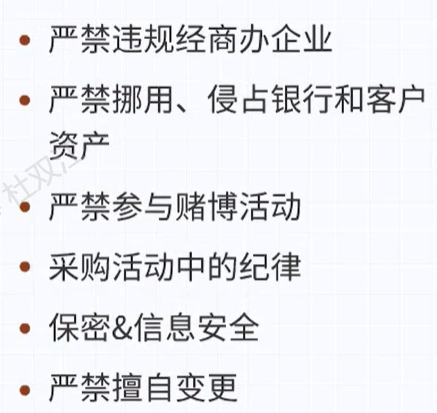 • 严禁违规经商办企业
• 严禁挪用、侵占银行和客户
资产
• 严禁参与赌博活动
• 采购活动中的纪律
• 保密&信息安全
• 严禁擅自变更